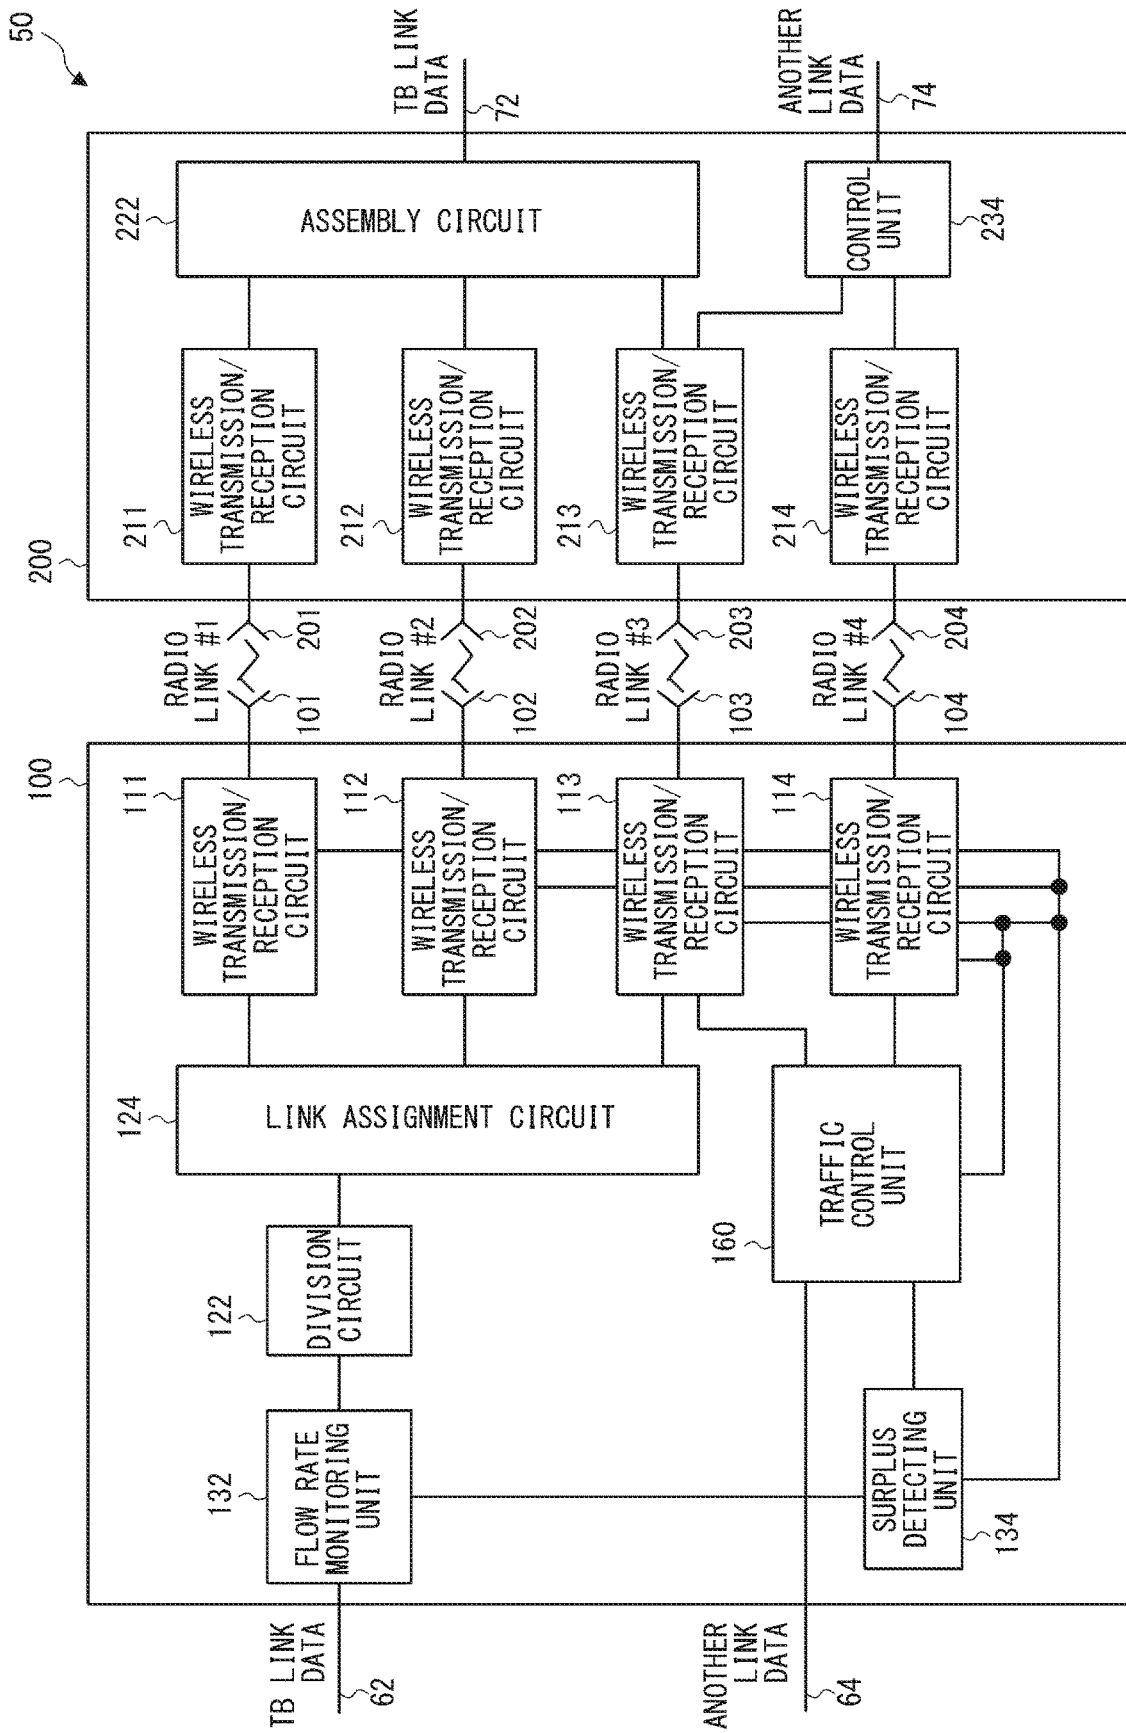 50
100
200
TB LINK
DATA
62
132
FLOW RATE
MONITORING
UNIT
122
DIVISION
CIRCUIT
124
LINK ASSIGNMENT CIRCUIT
111
WIRELESS
TRANSMISSION/
RECEPTION
CIRCUIT
112
WIRELESS
TRANSMISSION/
RECEPTION
CIRCUIT
113
WIRELESS
TRANSMISSION/
RECEPTION
CIRCUIT
114
WIRELESS
TRANSMISSION/
RECEPTION
CIRCUIT
ANOTHER
LINK
DATA
64
SURPLUS
DETECTING
UNIT
134
160
TRAFFIC
CONTROL
UNIT
RADIO
LINK #1
101
201
RADIO
LINK #2
102
202
RADIO
LINK #3
103
203
RADIO
LINK #4
104
204
211
WIRELESS
TRANSMISSION/
RECEPTION
CIRCUIT
212
WIRELESS
TRANSMISSION/
RECEPTION
CIRCUIT
213
WIRELESS
TRANSMISSION/
RECEPTION
CIRCUIT
214
WIRELESS
TRANSMISSION/
RECEPTION
CIRCUIT
222
ASSEMBLY CIRCUIT
CONTROL
UNIT
234
TB LINK
DATA
72
ANOTHER
LINK
DATA
74